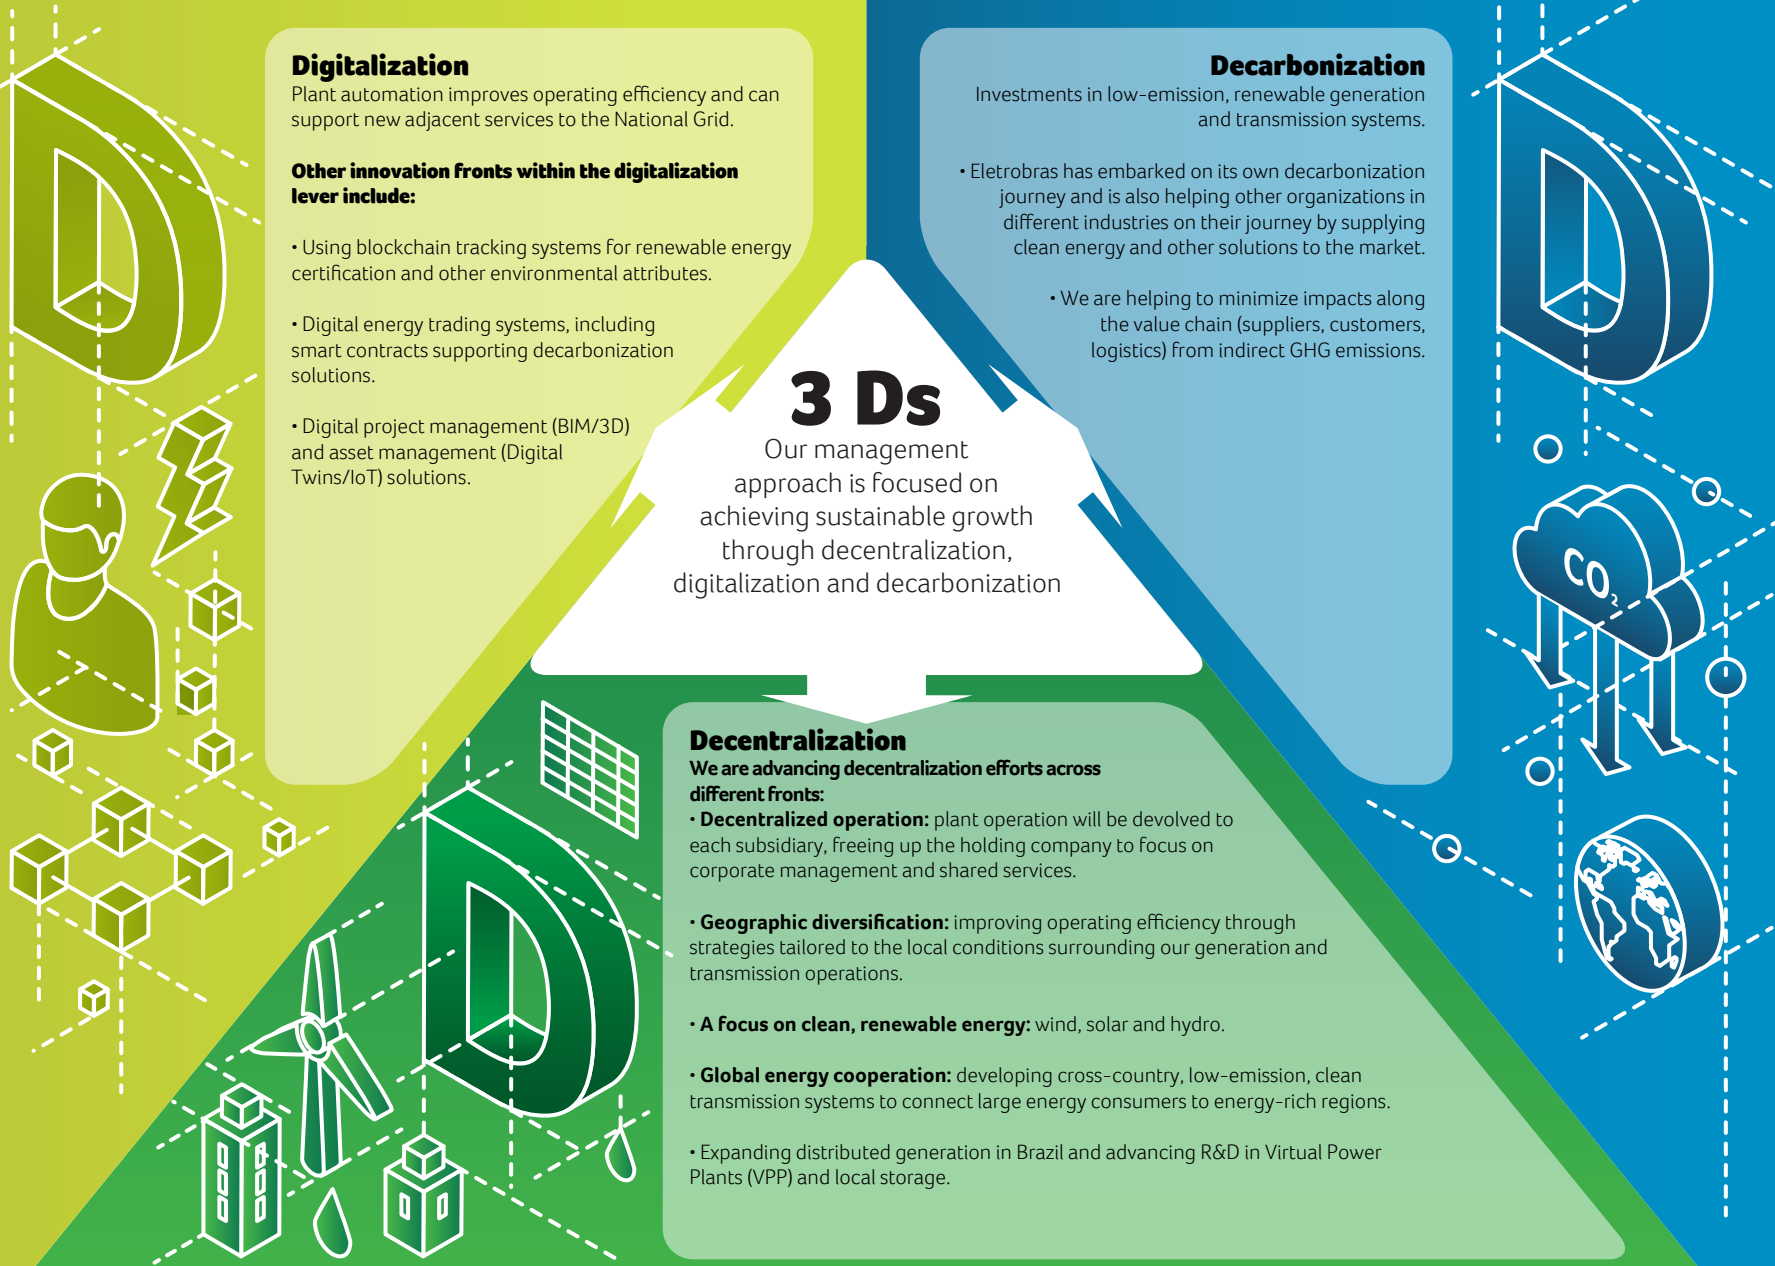 Digitalization
Plant automation improves operating efficiency and can
support new adjacent services to the National Grid.
Other innovation fronts within the digitalization
lever include:
• Using blockchain tracking systems for renewable energy
certification and other environmental attributes.
• Digital energy trading systems, including
smart contracts supporting decarbonization
solutions.
• Digital project management (BIM/3D)
and asset management (Digital
Twins/IoT) solutions.
Decarbonization
Investments in low-emission, renewable generation
and transmission systems.
• Eletrobras has embarked on its own decarbonization
journey and is also helping other organizations in
different industries on their journey by supplying
clean energy and other solutions to the market.
• We are helping to minimize impacts along
the value chain (suppliers, customers,
logistics) from indirect GHG emissions.
3 Ds
Our management
approach is focused on
achieving sustainable growth
through decentralization,
digitalization and decarbonization
CO₂
Decentralization
We are advancing decentralization efforts across
different fronts:
• Decentralized operation: plant operation will be devolved to
each subsidiary, freeing up the holding company to focus on
corporate management and shared services.
• Geographic diversification: improving operating efficiency through
strategies tailored to the local conditions surrounding our generation and
transmission operations.
• A focus on clean, renewable energy: wind, solar and hydro.
• Global energy cooperation: developing cross-country, low-emission, clean
transmission systems to connect large energy consumers to energy-rich regions.
• Expanding distributed generation in Brazil and advancing R&D in Virtual Power
Plants (VPP) and local storage.
D
D
D